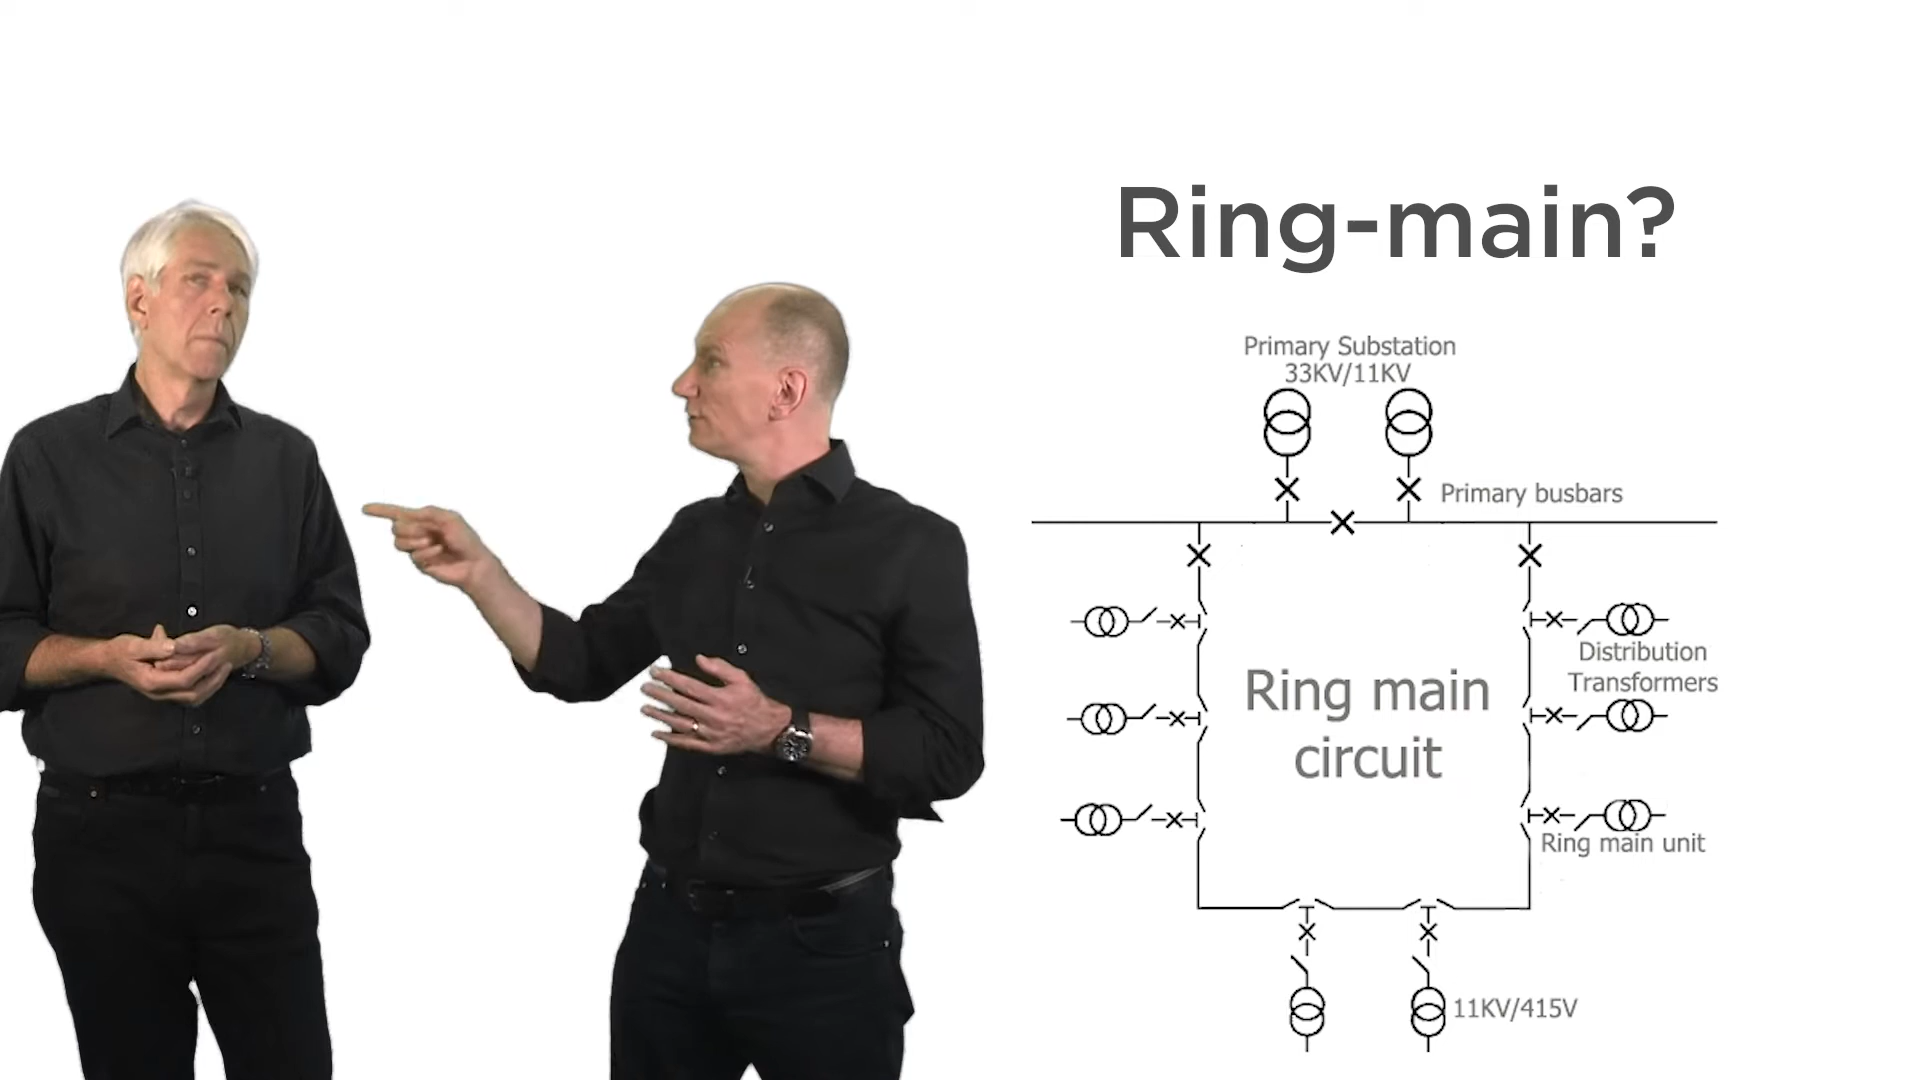 Ring-main?
Primary Substation
33KV/11KV
Primary busbars
Distribution
Transformers
Ring main
circuit
Ring main unit
11KV/415V